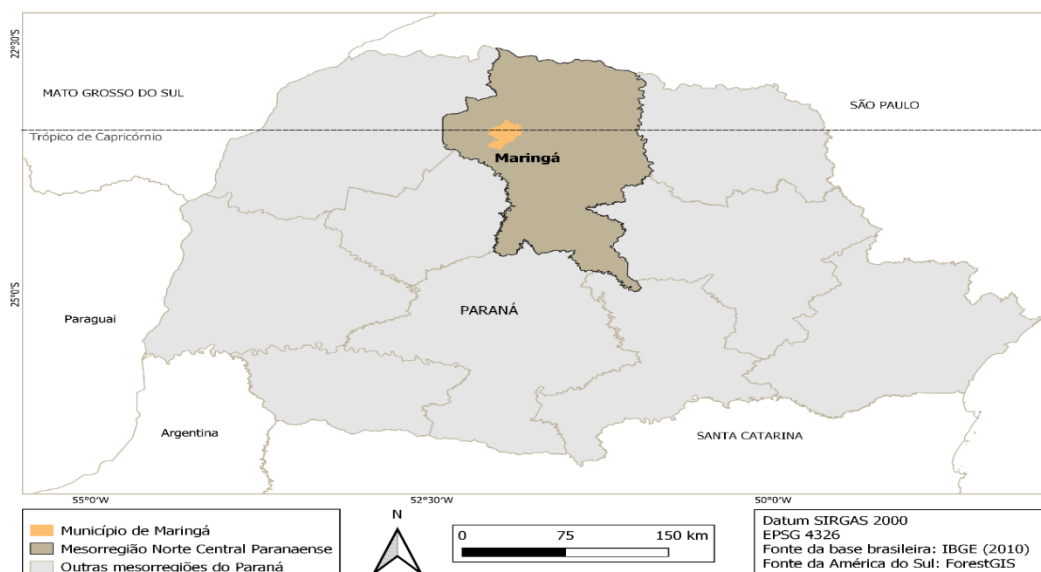 22°30'S
MATO GROSSO DO SUL
SÃO PAULO
Trópico de Capricórnio
Maringá
25°0'S
Paraguai
PARANÁ
Argentina
SANTA CATARINA
55°0'W
52°30'W
50°0'W
Município de Maringá
Mesorregião Norte Central Paranaense
Outras mesorregiões do Paraná
N
0 75 150 km
Datum SIRGAS 2000
EPSG 4326
Fonte da base brasileira: IBGE (2010)
Fonte da América do Sul: ForestGIS